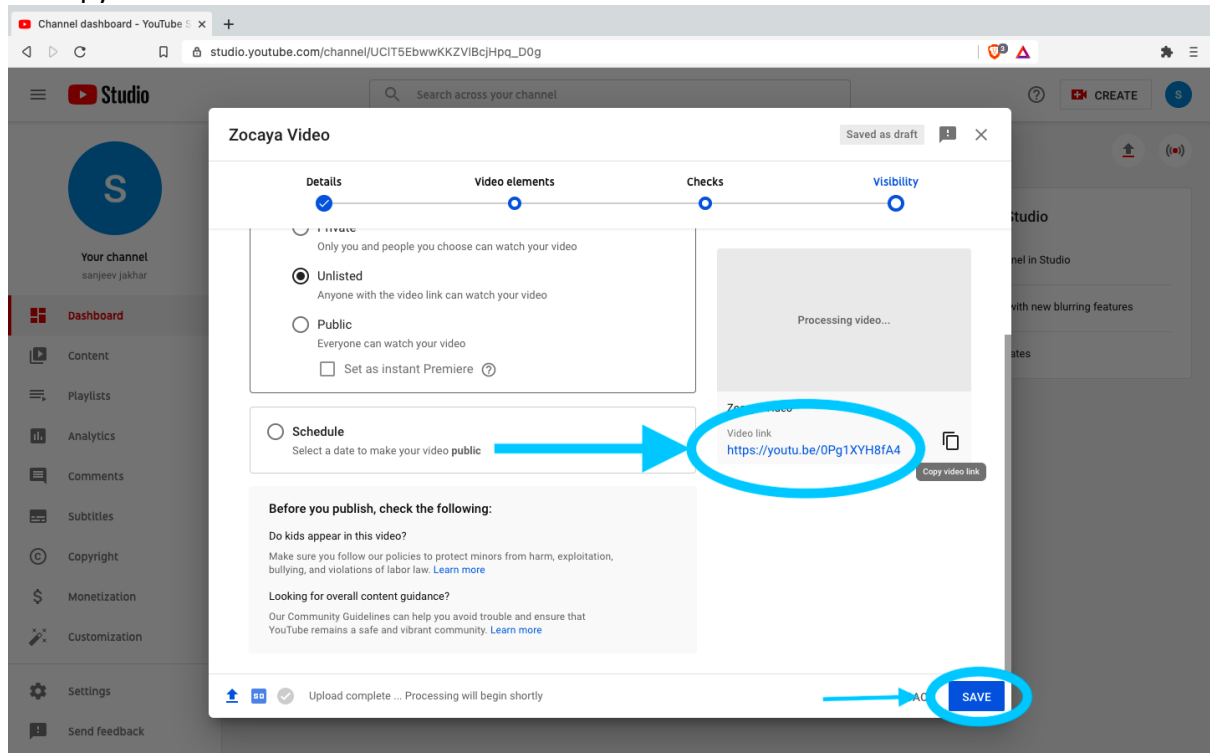 Channel dashboard - YouTube S
studio.youtube.com/channel/UClT5EbwwKKZVlBcjHpq_D0g
3
Studio
Search across your channel
CREATE
S
S
Your channel
sanjeev jakhar
Dashboard
Content
Playlists
Analytics
Comments
Subtitles
Copyright
Monetization
Customization
Settings
Send feedback
Zocaya Video
Saved as draft
Details
Video elements
Checks
Visibility
Private
Only you and people you choose can watch your video
Unlisted
Anyone with the video link can watch your video
Public
Everyone can watch your video
Set as instant Premiere
Schedule
Select a date to make your video public
Before you publish, check the following:
Do kids appear in this video?
Make sure you follow our policies to protect minors from harm, exploitation,
bullying, and violations of labor law. Learn more
Looking for overall content guidance?
Our Community Guidelines can help you avoid trouble and ensure that
YouTube remains a safe and vibrant community. Learn more
Processing video...
Video link
https://youtu.be/0Pg1XYH8fA4
Copy video link
SD
Upload complete ... Processing will begin shortly
SAVE
Studio
nel in Studio
with new blurring features
ates